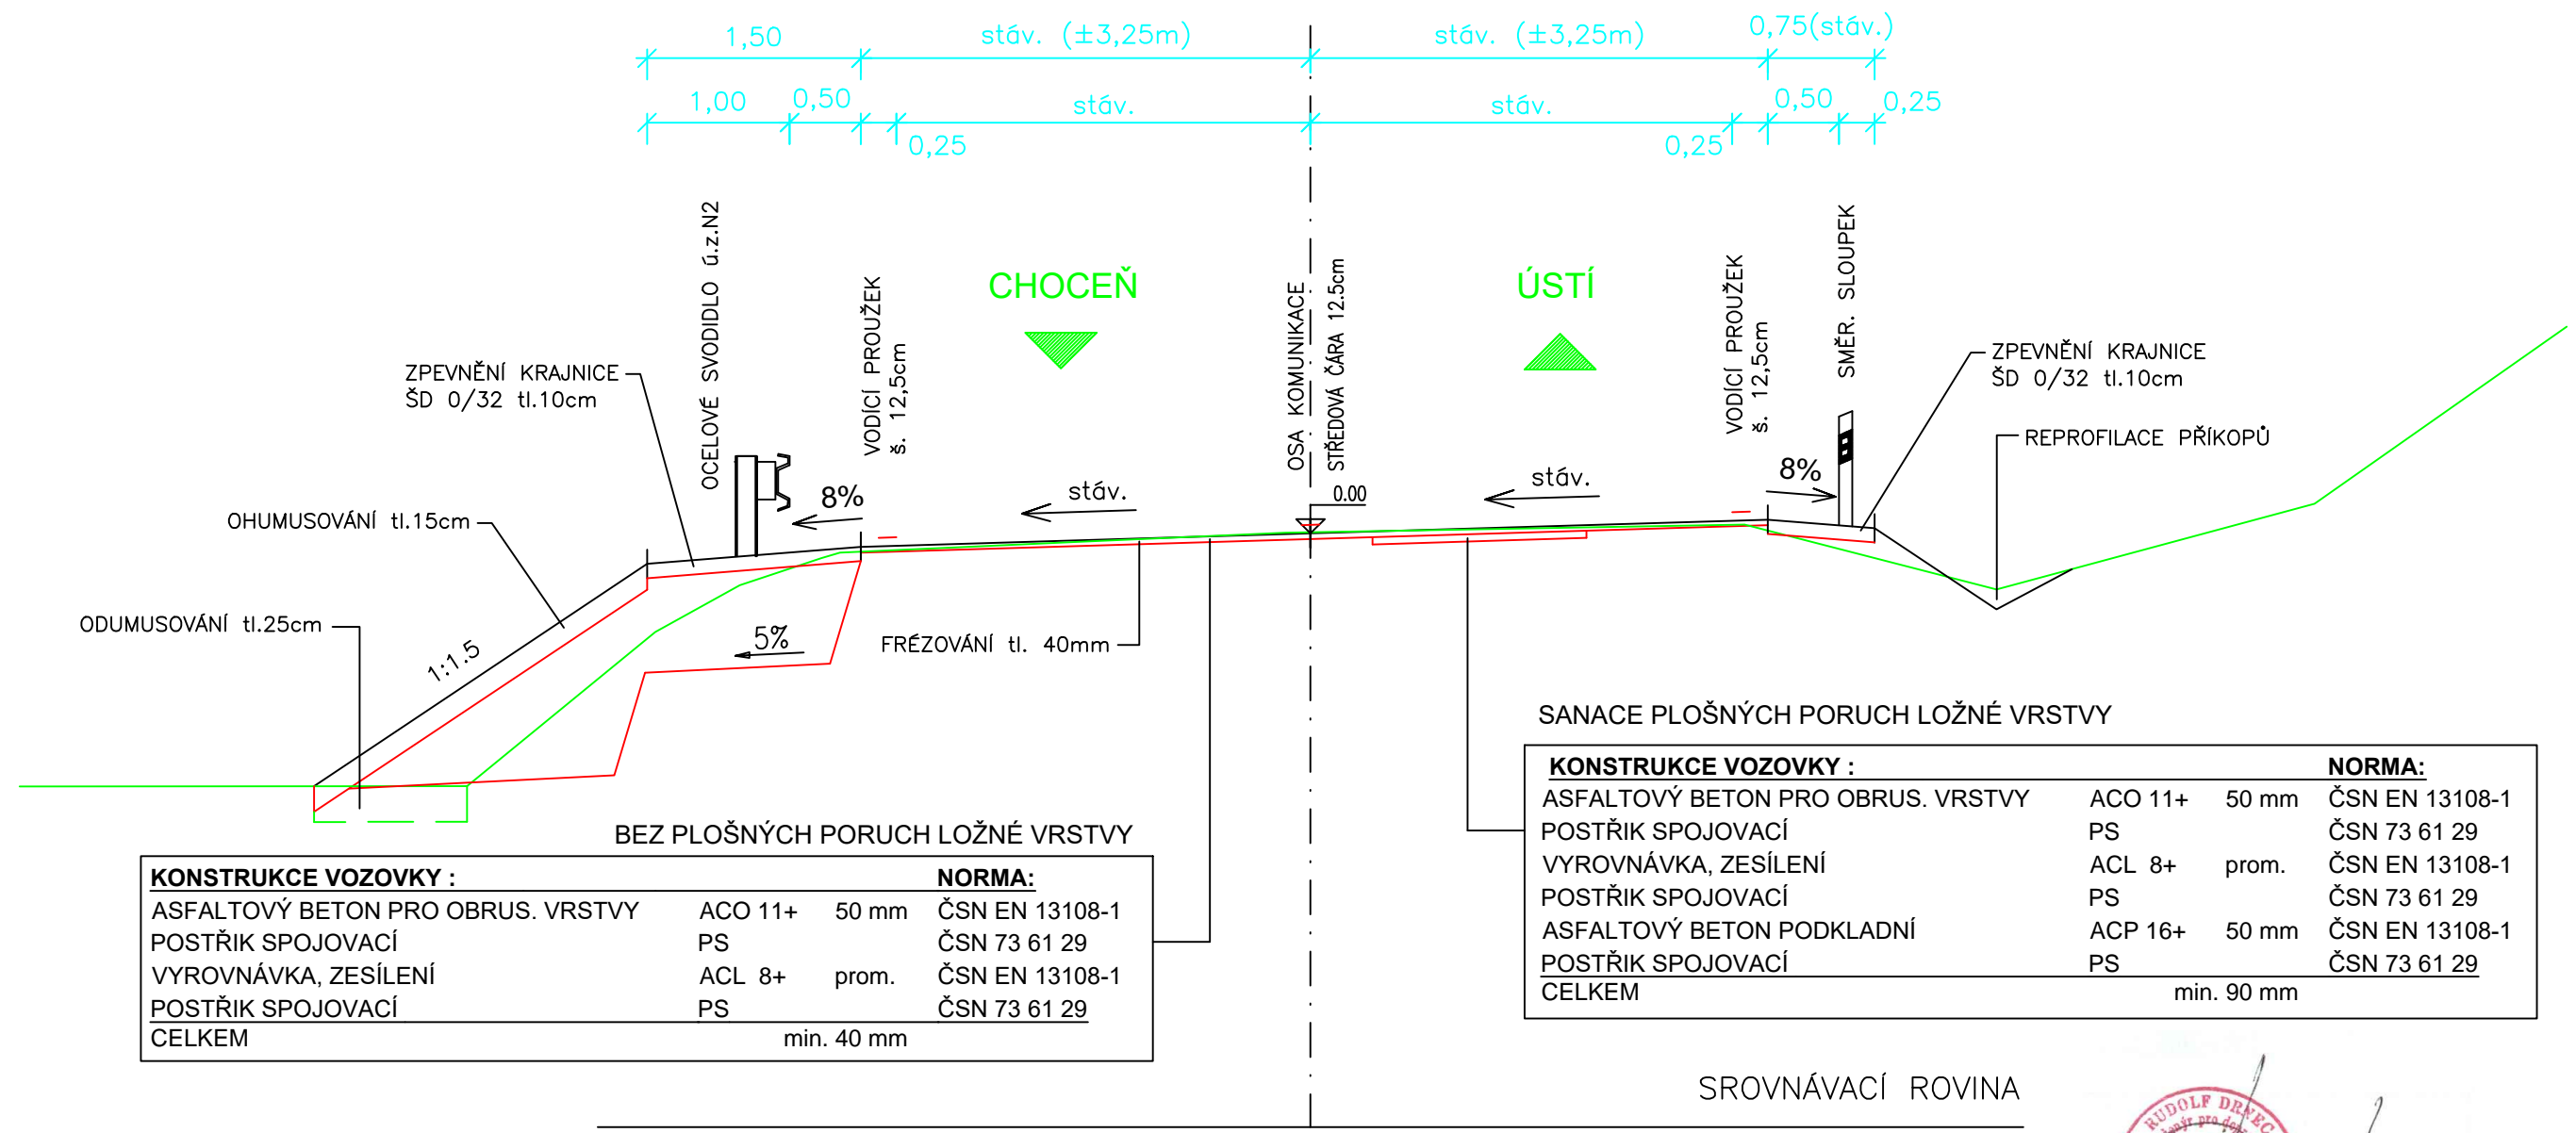 1,50
stáv. (±3,25m)
stáv. (±3,25m)
0,75(stáv.)
1,00
0,50
stáv.
stáv.
0,50
0,25
0,25
0,25
OCELOVÉ SVODIDLO ú.z.N2
VODÍCÍ PROUŽEK
š. 12,5cm
CHOCEŇ
OSA KOMUNIKACE
STŘEDOVÁ ČÁRA 12.5cm
ÚSTÍ
VODÍCÍ PROUŽEK
š. 12,5cm
SMĚR. SLOUPEK
ZPEVNĚNÍ KRAJNICE
ŠD 0/32 tl.10cm
ZPEVNĚNÍ KRAJNICE
ŠD 0/32 tl.10cm
REPROFILACE PŘÍKOPŮ
8%
stáv.
0.00
stáv.
8%
OHUMUSOVÁNÍ tl.15cm
ODUMUSOVÁNÍ tl.25cm
1:1.5
5%
FRÉZOVÁNÍ tl. 40mm
SANACE PLOŠNÝCH PORUCH LOŽNÉ VRSTVY
KONSTRUKCE VOZOVKY : NORMA:
ASFALTOVÝ BETON PRO OBRUS. VRSTVY ACO 11+ 50 mm ČSN EN 13108-1
POSTŘIK SPOJOVACÍ PS ČSN 73 61 29
VYROVNÁVKA, ZESÍLENÍ ACL 8+ prom. ČSN EN 13108-1
POSTŘIK SPOJOVACÍ PS ČSN 73 61 29
ASFALTOVÝ BETON PODKLADNÍ ACP 16+ 50 mm ČSN EN 13108-1
POSTŘIK SPOJOVACÍ PS ČSN 73 61 29
CELKEM min. 90 mm
BEZ PLOŠNÝCH PORUCH LOŽNÉ VRSTVY
KONSTRUKCE VOZOVKY : NORMA:
ASFALTOVÝ BETON PRO OBRUS. VRSTVY ACO 11+ 50 mm ČSN EN 13108-1
POSTŘIK SPOJOVACÍ PS ČSN 73 61 29
VYROVNÁVKA, ZESÍLENÍ ACL 8+ prom. ČSN EN 13108-1
POSTŘIK SPOJOVACÍ PS ČSN 73 61 29
CELKEM min. 40 mm
SROVNÁVACÍ ROVINA
RUDOLF
pro